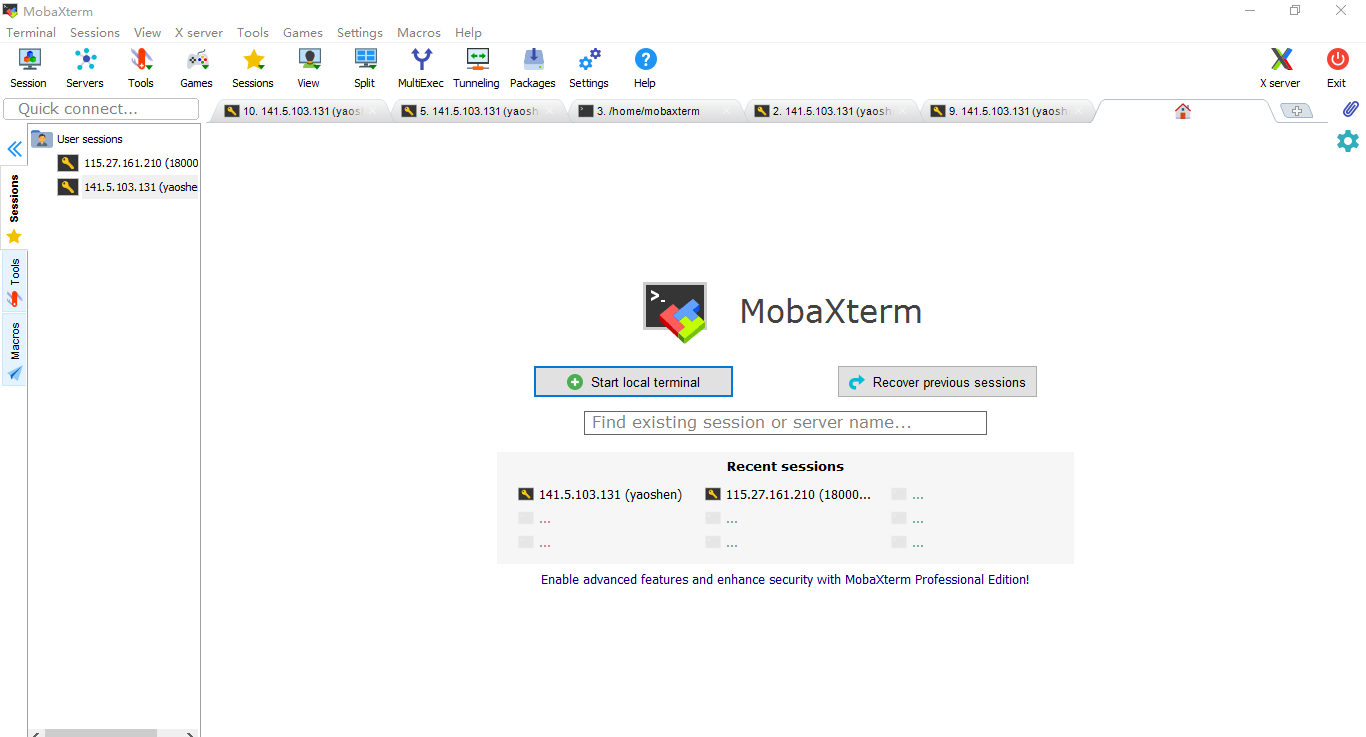 MobaXterm
Terminal Sessions View X server Tools Games Settings Macros Help
Session Servers Tools Games Sessions View Split MultiExec Tunneling Packages Settings Help X server Exit
Quick connect... 10. 141.5.103.131 (yaosh 5. 141.5.103.131 (yaosh 3. /home/mobaxterm 2. 141.5.103.131 (yaosh 9. 141.5.103.131 (yaosh
User sessions
115.27.161.210 (18000
141.5.103.131 (yaoshe
Sessions
Tools
Macros
>_
MobaXterm
Start local terminal Recover previous sessions
Find existing session or server name...
Recent sessions
141.5.103.131 (yaoshen) 115.27.161.210 (18000... ...
... ... ...
... ... ...
Enable advanced features and enhance security with MobaXterm Professional Edition!